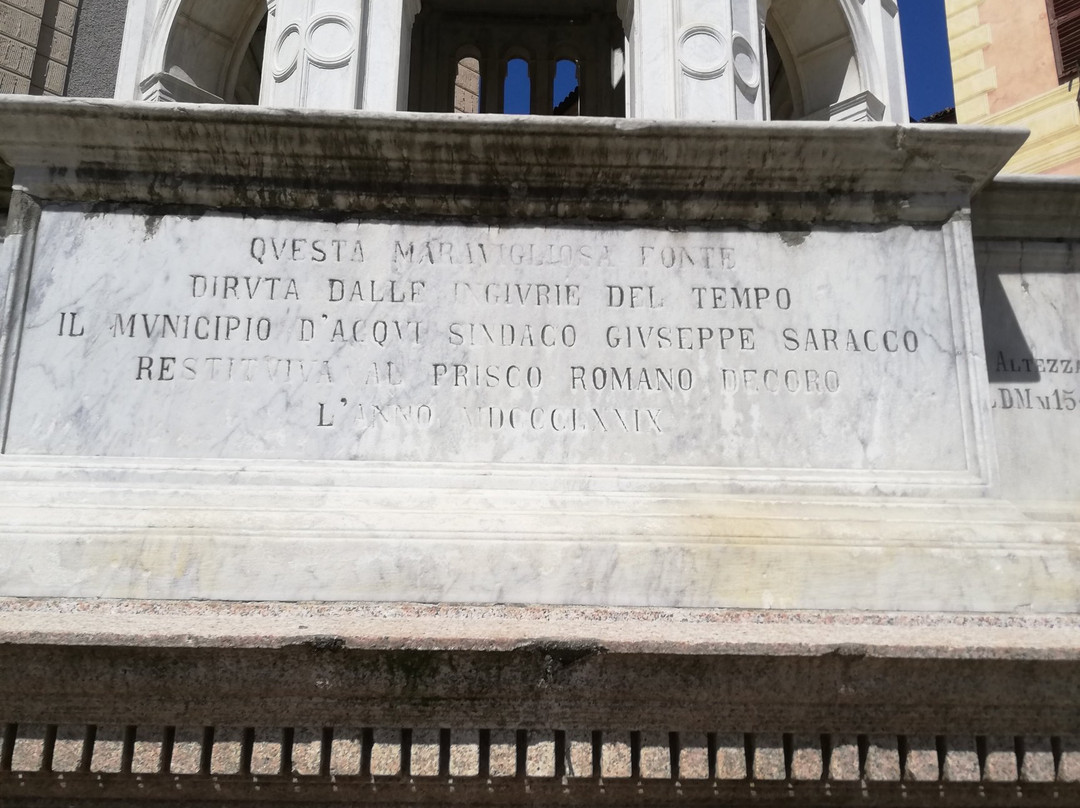 QVESTA MARAVIGLIOSA FONTE
DIRVTA DALLE INGIVRIE DEL TEMPO
IL MVNICIPIO D'ACQVI SINDACO GIVSEPPE SARACCO
RESTITVIVA AL PRISCO ROMANO DECORO
L'ANNO MDCCCLXXIX
ALTEZZA